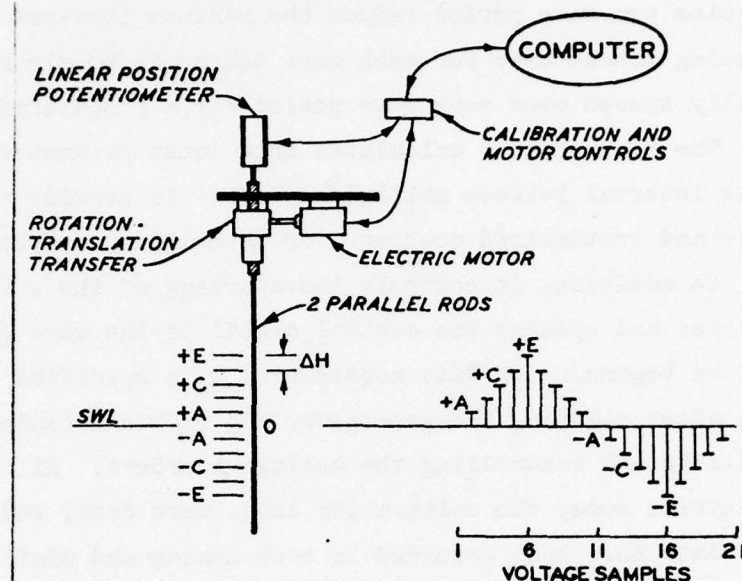 COMPUTER
LINEAR POSITION
POTENTIOMETER
CALIBRATION AND
MOTOR CONTROLS
ROTATION-
TRANSLATION
TRANSFER
ELECTRIC MOTOR
2 PARALLEL RODS
+E
ΔH
+C
+A
SWL
O
-A
-C
-E
+E
+C
+A
-A
-C
-E
1 6 11 16 21
VOLTAGE SAMPLES